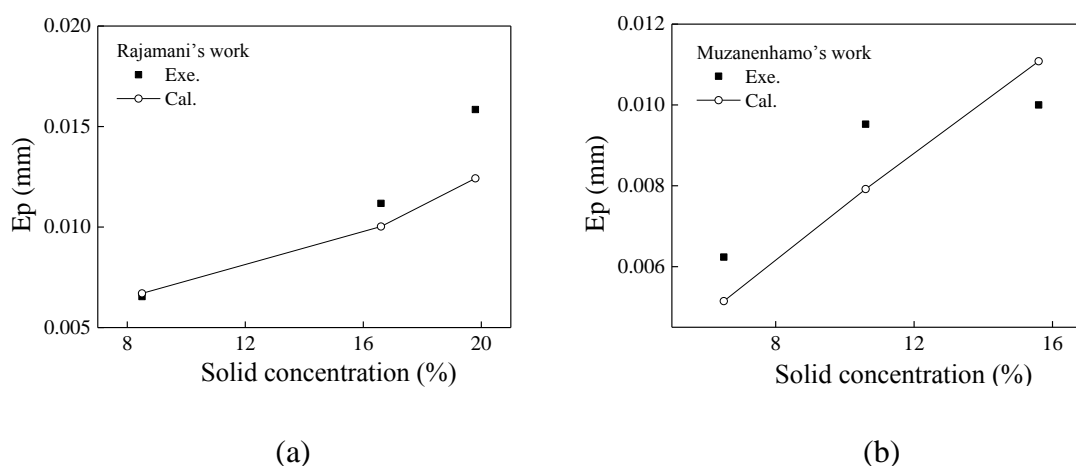 0.020
0.015
0.010
0.005
Ep (mm)
Rajamani's work
Exe.
Cal.
8
12
16
20
Solid concentration (%)
(a)
0.012
0.010
0.008
0.006
Ep (mm)
Muzanenhamo's work
Exe.
Cal.
8
12
16
Solid concentration (%)
(b)